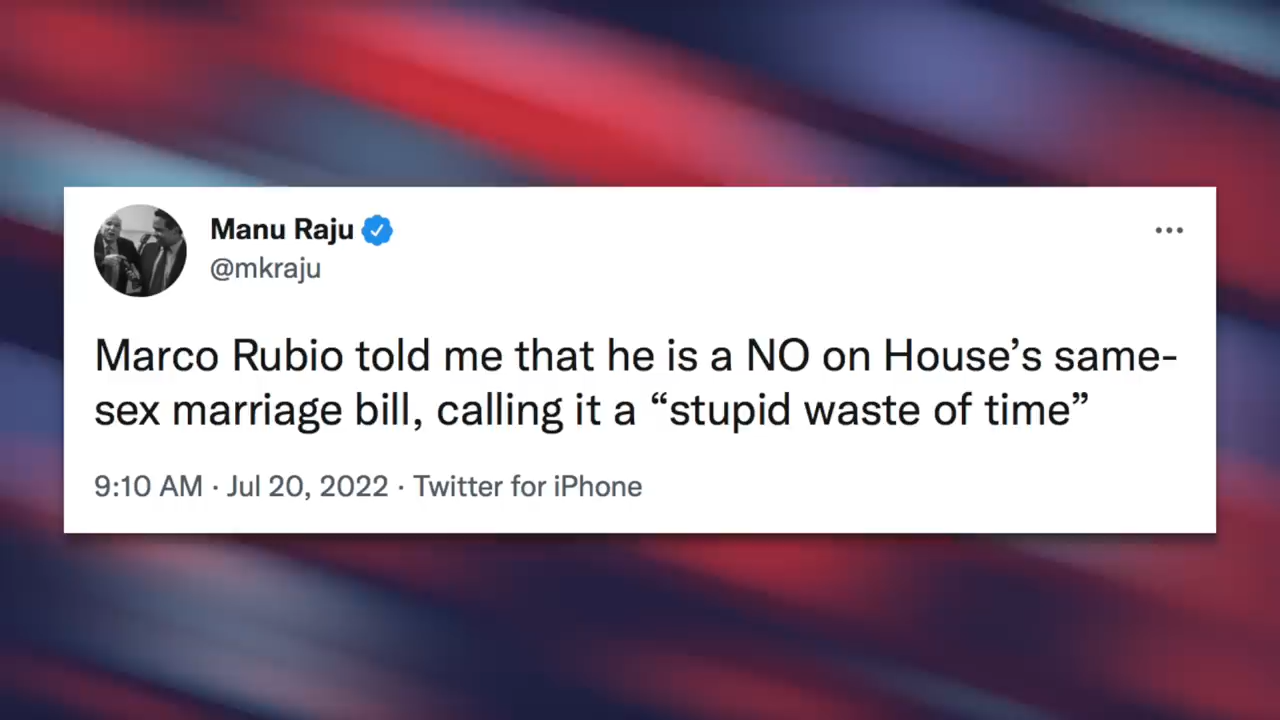 Manu Raju
@mkraju
Marco Rubio told me that he is a NO on House’s same-
sex marriage bill, calling it a “stupid waste of time”
9:10 AM · Jul 20, 2022 · Twitter for iPhone